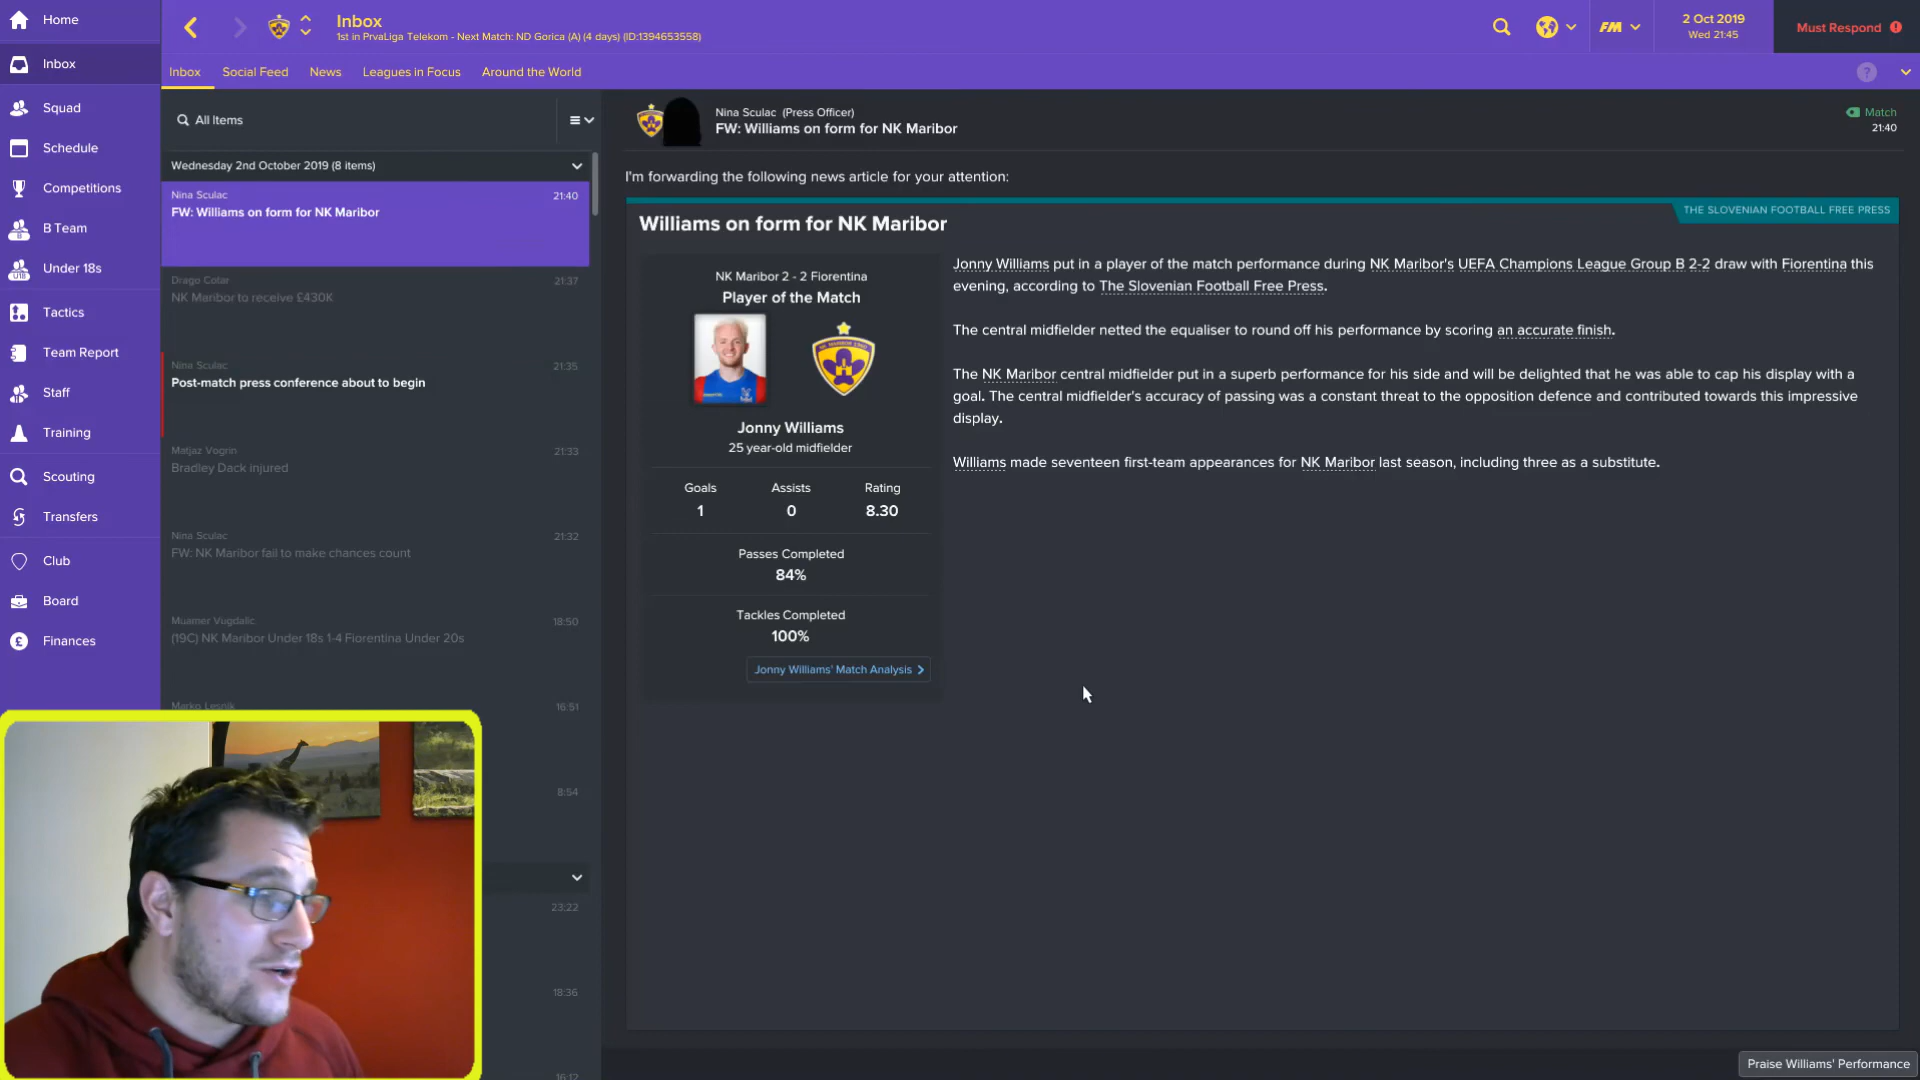 Home
Inbox
Squad
Schedule
Competitions
B Team
Under 18s
Tactics
Team Report
Staff
Training
Scouting
Transfers
Club
Board
Finances
Inbox
1st in PrvaLiga Telekom - Next Match: ND Gorica (A) (4 days) (ID:1394653558)
FM
2 Oct 2019
Wed 21:45
Must Respond
Inbox
Social Feed
News
Leagues in Focus
Around the World
?
All Items
Wednesday 2nd October 2019 (8 items)
Nina Sculac 21:40
FW: Williams on form for NK Maribor
Drago Cotar 21:37
NK Maribor to receive £430K
Nina Sculac 21:35
Post-match press conference about to begin
Matjaz Vogrin 21:33
Bradley Dack injured
Nina Sculac 21:32
FW: NK Maribor fail to make chances count
Muamer Vugdalic 18:50
(19C) NK Maribor Under 18s 1-4 Fiorentina Under 20s
Marko Lesnik 16:51
8:54
23:22
18:36
16:12
Nina Sculac (Press Officer)
FW: Williams on form for NK Maribor
Match
21:40
I'm forwarding the following news article for your attention:
THE SLOVENIAN FOOTBALL FREE PRESS
Williams on form for NK Maribor
NK Maribor 2 - 2 Fiorentina
Player of the Match
Jonny Williams
25 year-old midfielder
Goals Assists Rating
1 0 8.30
Passes Completed
84%
Tackles Completed
100%
Jonny Williams' Match Analysis
Jonny Williams put in a player of the match performance during NK Maribor's UEFA Champions League Group B 2-2 draw with Fiorentina this
evening, according to The Slovenian Football Free Press.
The central midfielder netted the equaliser to round off his performance by scoring an accurate finish.
The NK Maribor central midfielder put in a superb performance for his side and will be delighted that he was able to cap his display with a
goal. The central midfielder's accuracy of passing was a constant threat to the opposition defence and contributed towards this impressive
display.
Williams made seventeen first-team appearances for NK Maribor last season, including three as a substitute.
Praise Williams' Performance